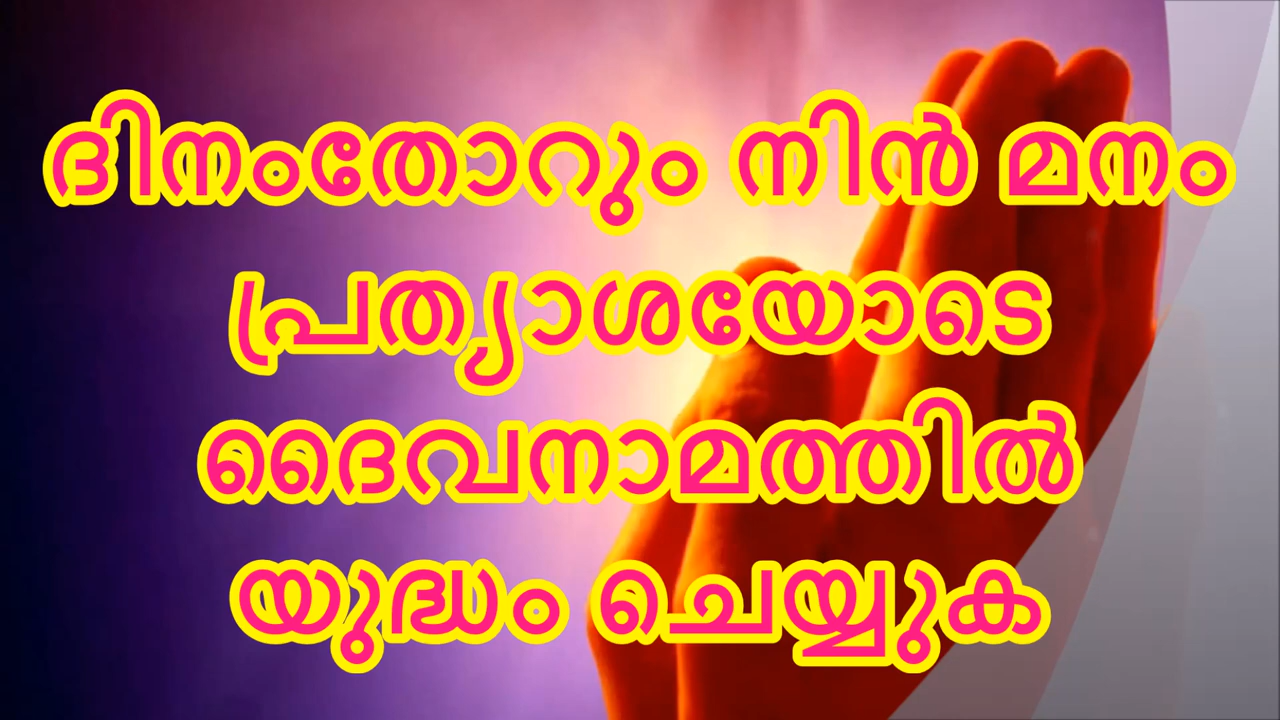 ദിനംതോറും നിൻ മനം
പ്രത്യാശയോടെ
ദൈവനാമത്തിൽ
യുദ്ധം ചെയ്യുക